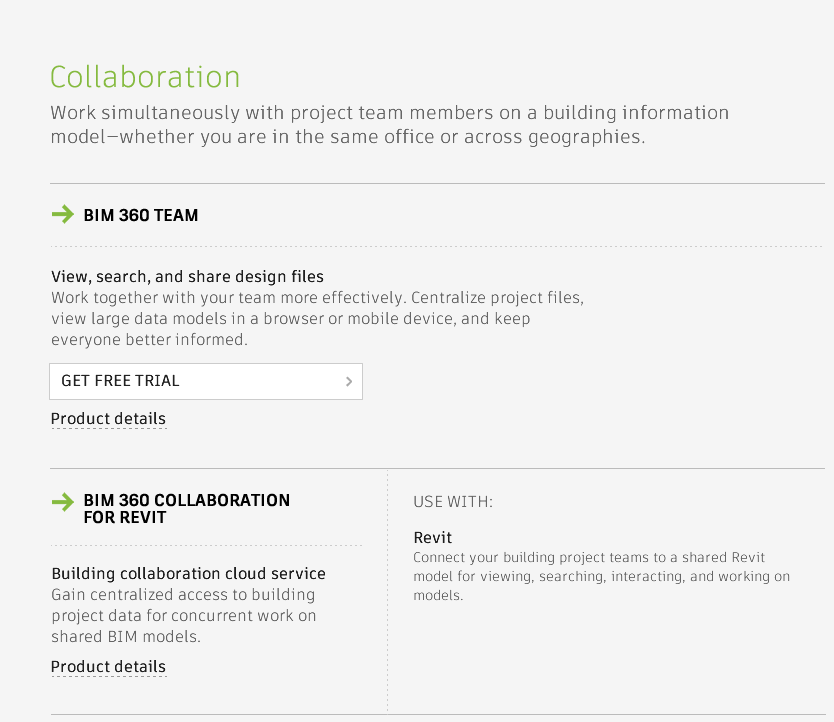 Collaboration
Work simultaneously with project team members on a building information
model—whether you are in the same office or across geographies.
BIM 360 TEAM
View, search, and share design files
Work together with your team more effectively. Centralize project files,
view large data models in a browser or mobile device, and keep
everyone better informed.
GET FREE TRIAL
Product details
BIM 360 COLLABORATION
FOR REVIT
Building collaboration cloud service
Gain centralized access to building
project data for concurrent work on
shared BIM models.
Product details
USE WITH:
Revit
Connect your building project teams to a shared Revit
model for viewing, searching, interacting, and working on
models.